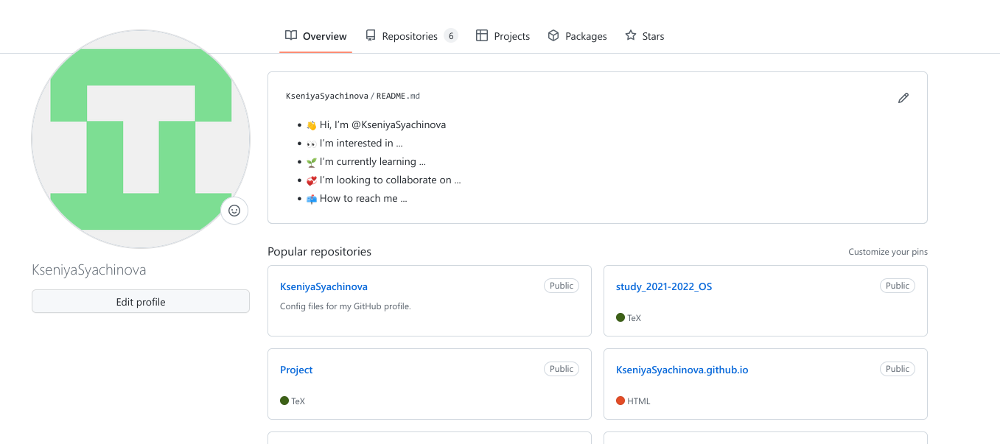 Overview Repositories 6 Projects Packages Stars
KseniyaSyachinova/README.md
👋 Hi, I’m @KseniyaSyachinova
👀 I’m interested in ...
🌱 I’m currently learning ...
💞️ I’m looking to collaborate on ...
📫 How to reach me ...
KseniyaSyachinova
Edit profile
Popular repositories Customize your pins
KseniyaSyachinova Public
Config files for my GitHub profile.
study_2021-2022_OS Public
TeX
Project Public
TeX
KseniyaSyachinova.github.io Public
HTML